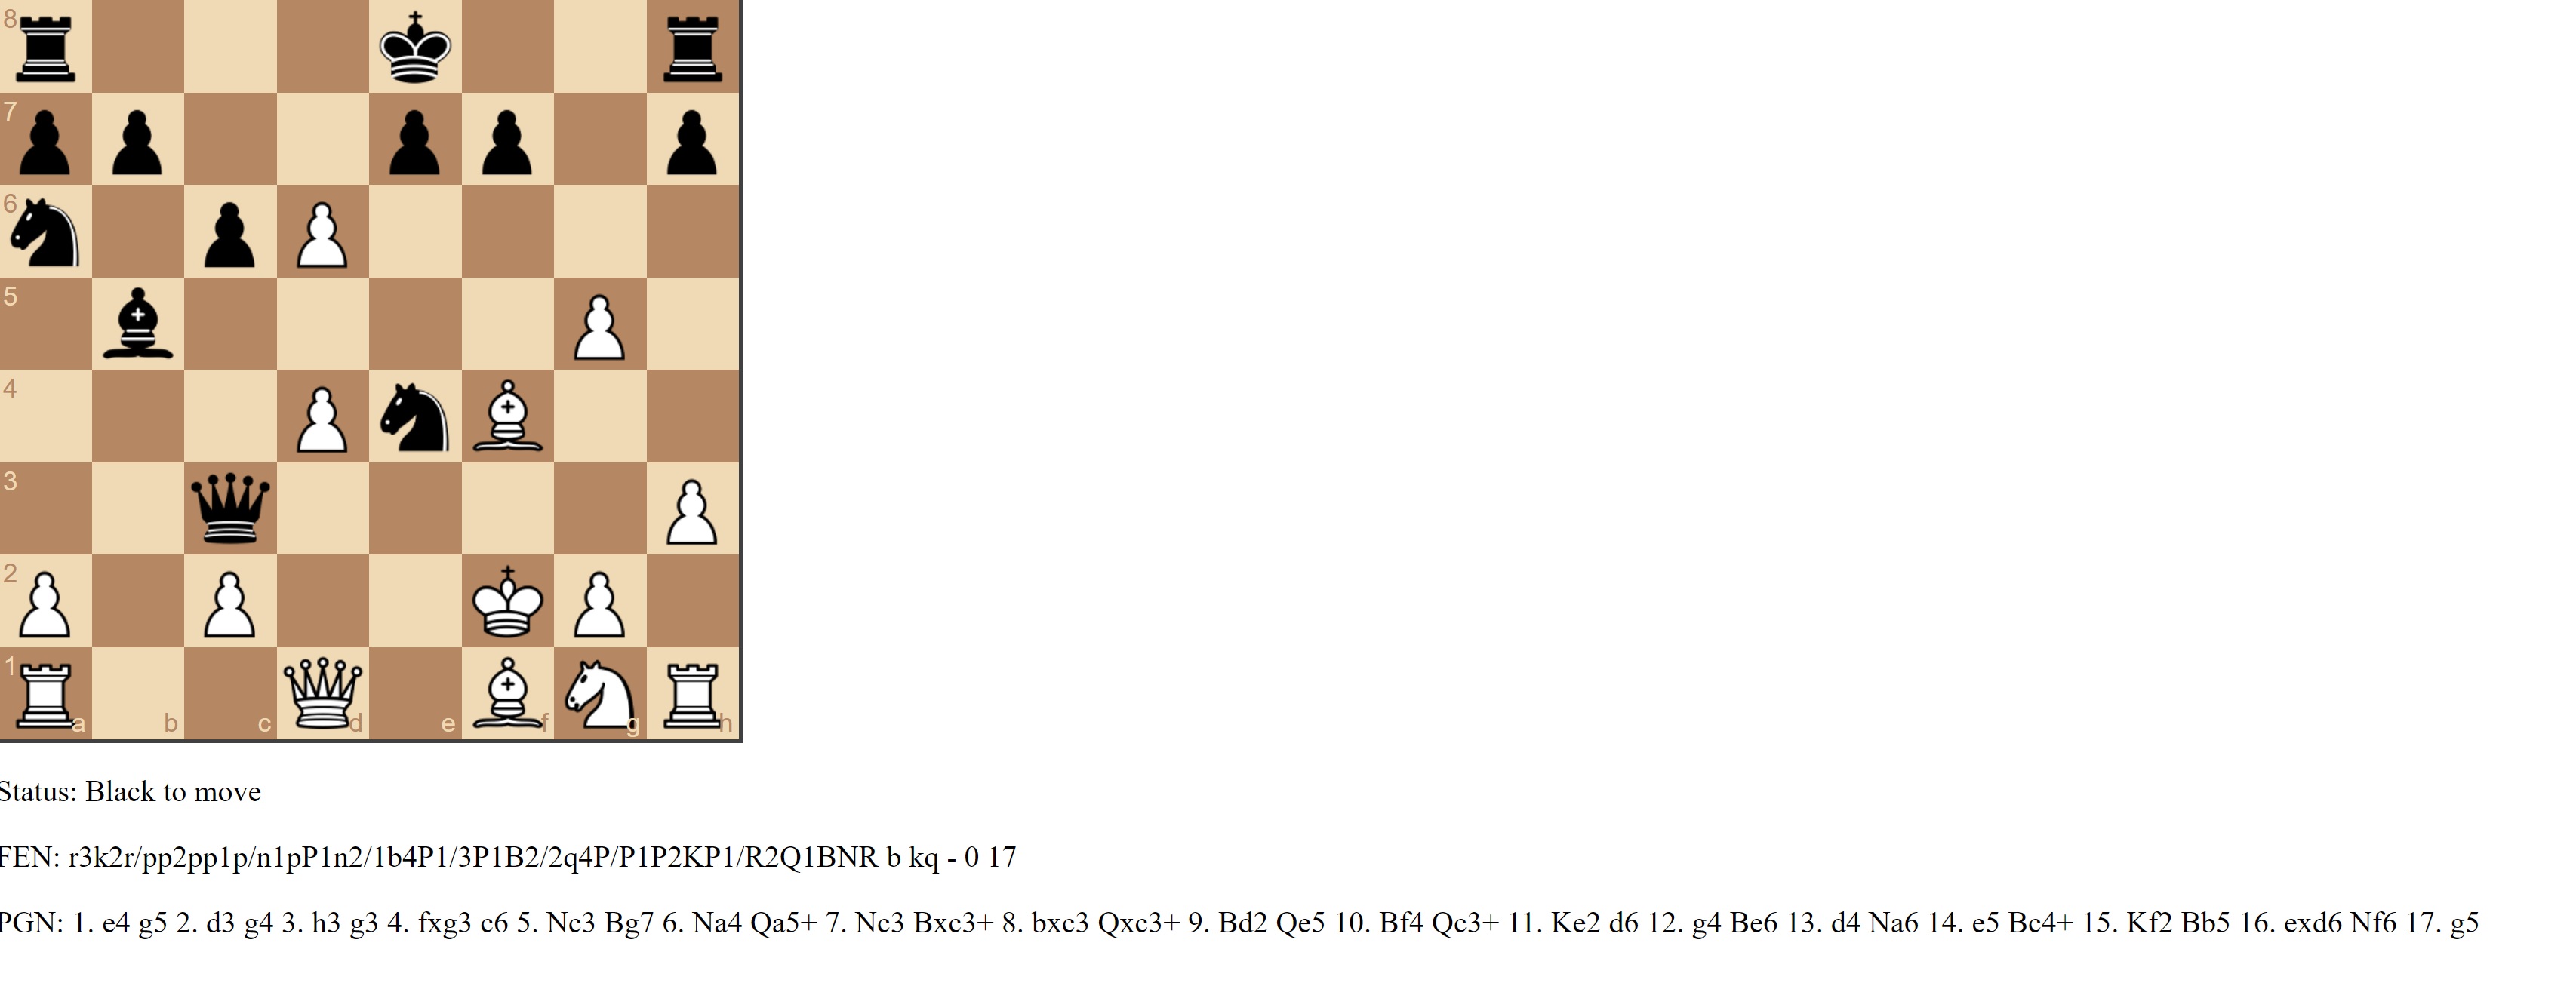 8
7
6
5
4
3
2
1
a b c d e f g h
Status: Black to move
FEN: r3k2r/pp2pp1p/n1pP1n2/1b4P1/3P1B2/2q4P/P1P2KP1/R2Q1BNR b kq - 0 17
PGN: 1. e4 g5 2. d3 g4 3. h3 g3 4. fxg3 c6 5. Nc3 Bg7 6. Na4 Qa5+ 7. Nc3 Bxc3+ 8. bxc3 Qxc3+ 9. Bd2 Qe5 10. Bf4 Qc3+ 11. Ke2 d6 12. g4 Be6 13. d4 Na6 14. e5 Bc4+ 15. Kf2 Bb5 16. exd6 Nf6 17. g5